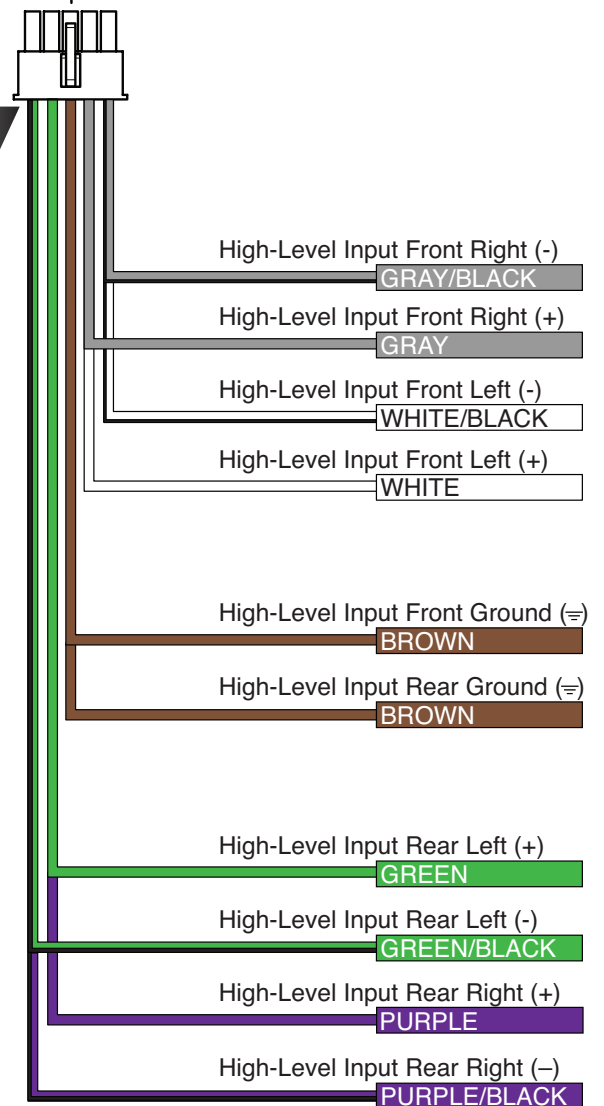 High-Level Input Front Right (-)
GRAY/BLACK
High-Level Input Front Right (+)
GRAY
High-Level Input Front Left (-)
WHITE/BLACK
High-Level Input Front Left (+)
WHITE
High-Level Input Front Ground (⏚)
BROWN
High-Level Input Rear Ground (⏚)
BROWN
High-Level Input Rear Left (+)
GREEN
High-Level Input Rear Left (-)
GREEN/BLACK
High-Level Input Rear Right (+)
PURPLE
High-Level Input Rear Right (–)
PURPLE/BLACK